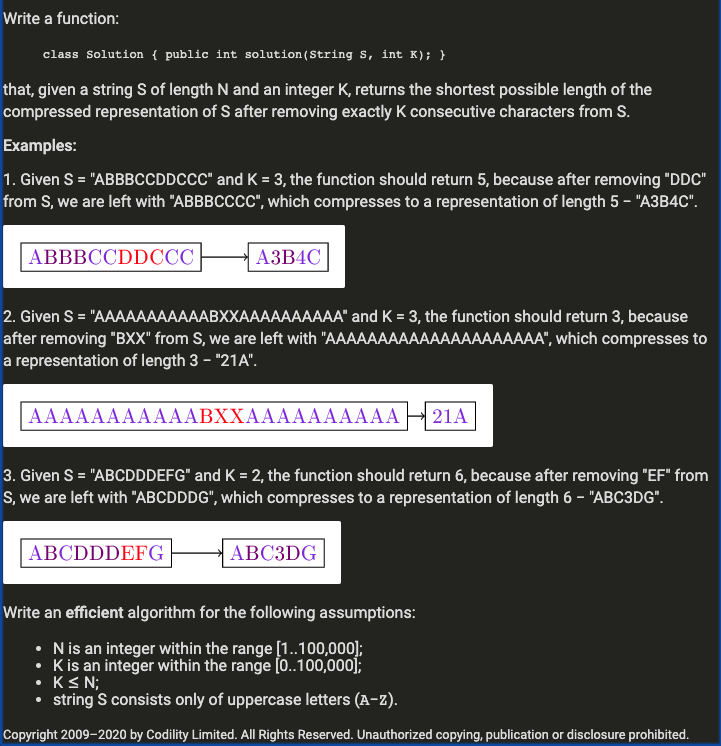 Write a function:
class Solution { public int solution(String S, int K); }
that, given a string S of length N and an integer K, returns the shortest possible length of the
compressed representation of S after removing exactly K consecutive characters from S.
Examples:
1. Given S = "ABBBCCDDCCC" and K = 3, the function should return 5, because after removing "DDC"
from S, we are left with "ABBBCCCC", which compresses to a representation of length 5 − "A3B4C".
ABBBCCDDCCC A3B4C
2. Given S = "AAAAAAAAAAABXXAAAAAAAAAA" and K = 3, the function should return 3, because
after removing "BXX" from S, we are left with "AAAAAAAAAAAAAAAAAAAAA", which compresses to
a representation of length 3 − "21A".
AAAAAAAAAAABXXAAAAAAAAAA 21A
3. Given S = "ABCDDDEFG" and K = 2, the function should return 6, because after removing "EF" from
S, we are left with "ABCDDDG", which compresses to a representation of length 6 − "ABC3DG".
ABCDDDEFG ABC3DG
Write an efficient algorithm for the following assumptions:
• N is an integer within the range [1..100,000];
• K is an integer within the range [0..100,000];
• K ≤ N;
• string S consists only of uppercase letters (A−Z).
Copyright 2009–2020 by Codility Limited. All Rights Reserved. Unauthorized copying, publication or disclosure prohibited.